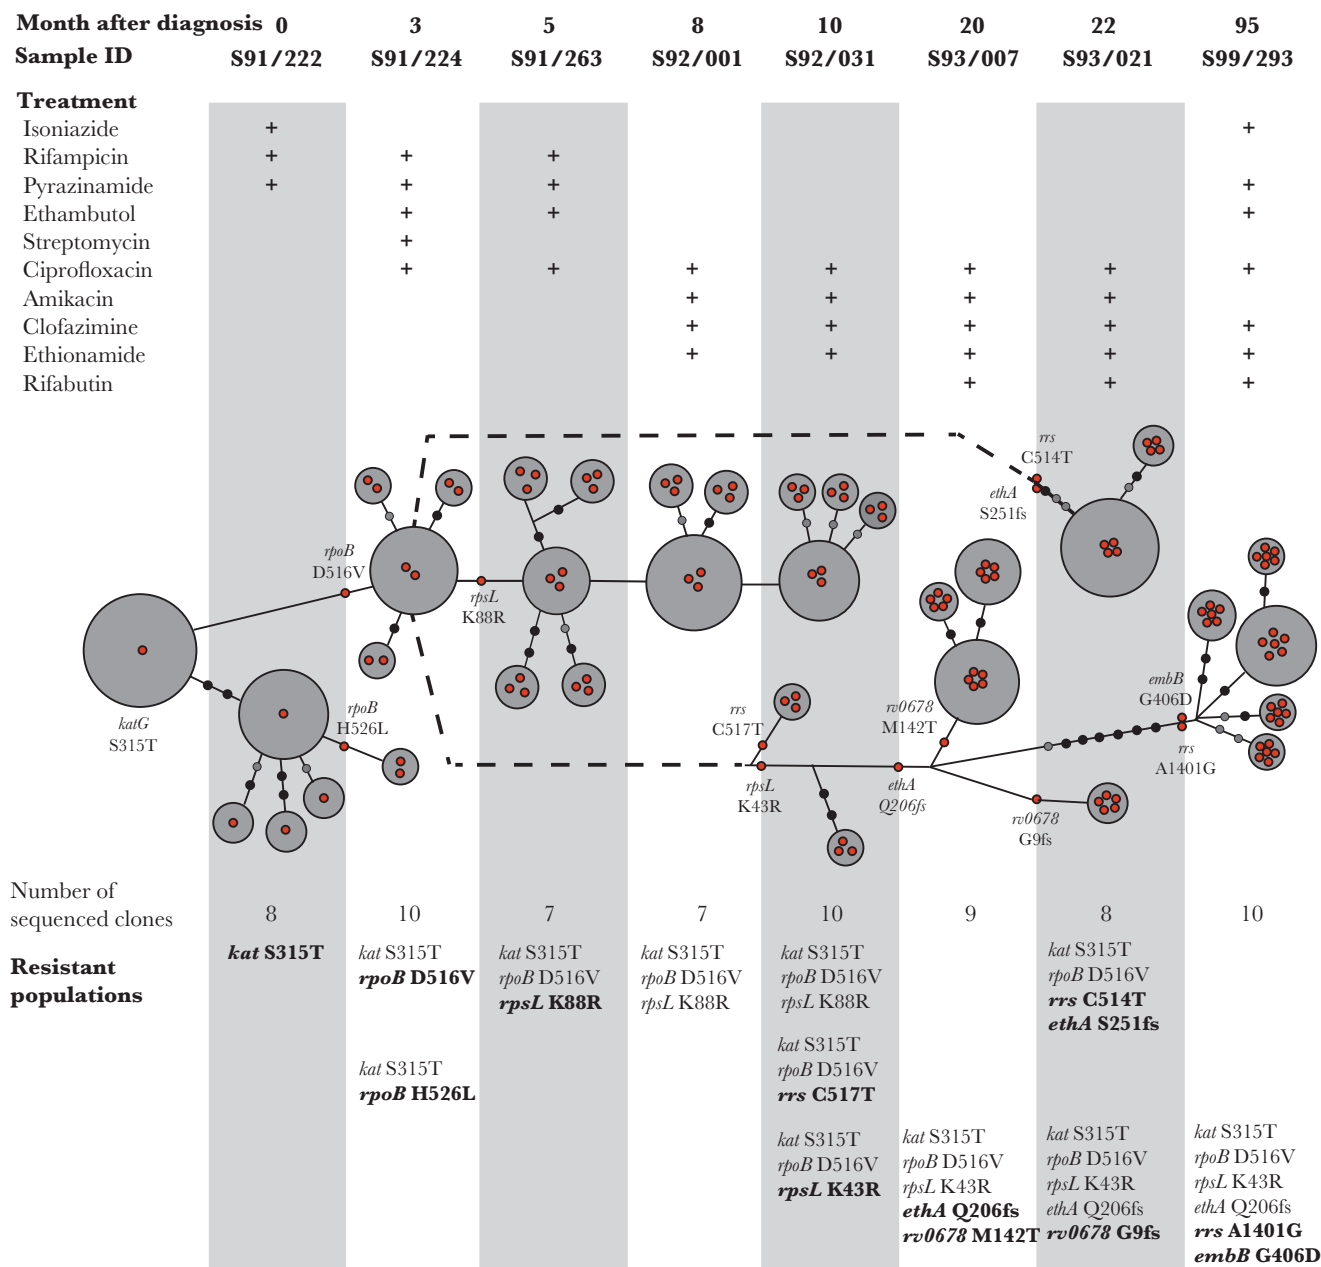 Month after diagnosis 0 3 5 8 10 20 22 95
Sample ID S91/222 S91/224 S91/263 S92/001 S92/031 S93/007 S93/021 S99/293
Treatment
Isoniazide + +
Rifampicin + + +
Pyrazinamide + + + +
Ethambutol + + +
Streptomycin +
Ciprofloxacin + + + + + + +
Amikacin + + + +
Clofazimine + + + + +
Ethionamide + + + + +
Rifabutin + + +
rrs
C514T
ethA
S251fs
rpoB
D516V
rpsL
K88R
katG
S315T
rpoB
H526L
rrs
C517T
rpsL
K43R
rv0678
M142T
ethA
Q206fs
embB
G406D
rrs
A1401G
rv0678
G9fs
Number of
sequenced clones
8 10 7 7 10 9 8 10
Resistant
populations
kat S315T
kat S315T
rpoB D516V
kat S315T
rpoB H526L
kat S315T
rpoB D516V
rpsL K88R
kat S315T
rpoB D516V
rpsL K88R
kat S315T
rpoB D516V
rpsL K88R
kat S315T
rpoB D516V
rrs C517T
kat S315T
rpoB D516V
rpsL K43R
kat S315T
rpoB D516V
rpsL K43R
ethA Q206fs
rv0678 M142T
kat S315T
rpoB D516V
rrs C514T
ethA S251fs
kat S315T
rpoB D516V
rpsL K43R
ethA Q206fs
rv0678 G9fs
kat S315T
rpoB D516V
rpsL K43R
ethA Q206fs
rrs A1401G
embB G406D